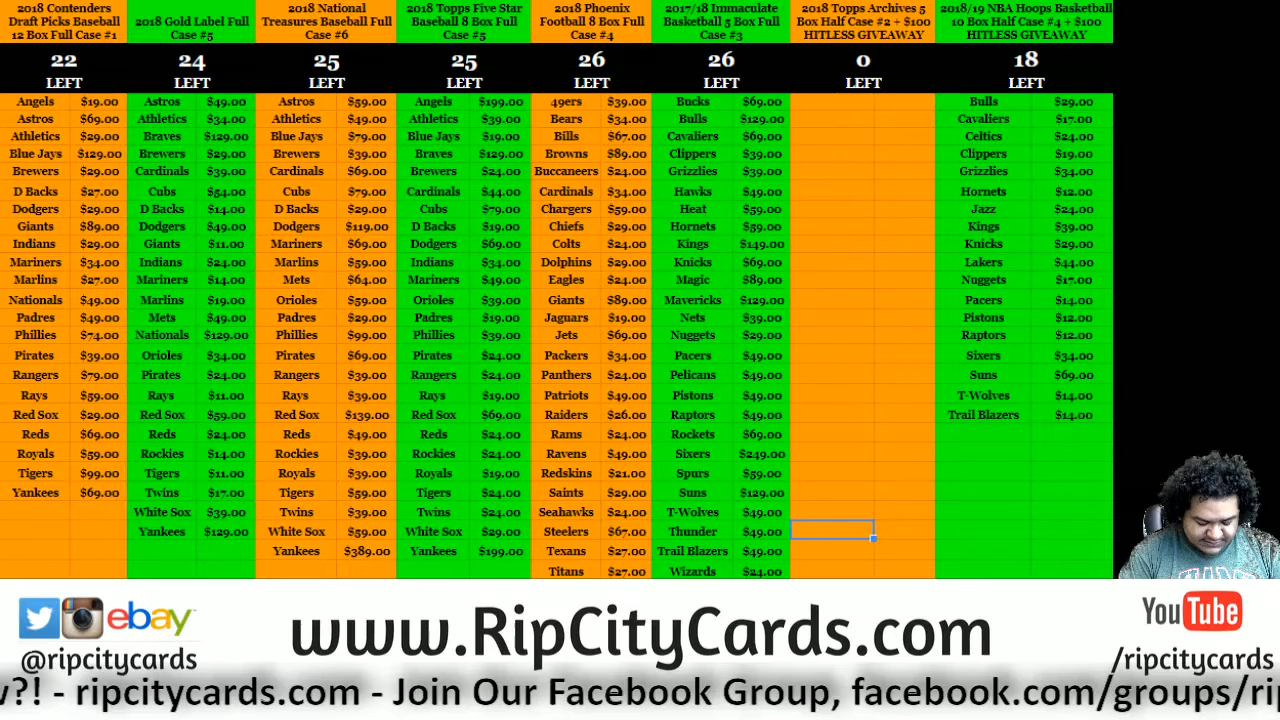 2018 Contenders
Draft Picks Baseball
12 Box Full Case #1
22
LEFT
Angels $19.00
Astros $69.00
Athletics $29.00
Blue Jays $129.00
Brewers $29.00
D Backs $27.00
Dodgers $29.00
Giants $89.00
Indians $29.00
Mariners $34.00
Marlins $27.00
Nationals $49.00
Padres $49.00
Phillies $74.00
Pirates $39.00
Rangers $79.00
Rays $59.00
Red Sox $29.00
Reds $69.00
Royals $59.00
Tigers $99.00
Yankees $69.00
2018 Gold Label Full
Case #5
24
LEFT
Astros $49.00
Athletics $34.00
Braves $129.00
Brewers $29.00
Cardinals $39.00
Cubs $54.00
D Backs $14.00
Dodgers $49.00
Giants $11.00
Indians $24.00
Mariners $14.00
Marlins $19.00
Mets $49.00
Nationals $129.00
Orioles $34.00
Pirates $24.00
Rays $11.00
Red Sox $59.00
Reds $24.00
Rockies $14.00
Tigers $11.00
Twins $17.00
White Sox $39.00
Yankees $129.00
2018 National
Treasures Baseball Full
Case #6
25
LEFT
Astros $59.00
Athletics $49.00
Blue Jays $79.00
Brewers $39.00
Cardinals $69.00
Cubs $79.00
D Backs $29.00
Dodgers $119.00
Mariners $69.00
Marlins $59.00
Mets $64.00
Orioles $59.00
Padres $29.00
Phillies $99.00
Pirates $69.00
Rangers $39.00
Rays $39.00
Red Sox $139.00
Reds $49.00
Rockies $39.00
Royals $39.00
Tigers $59.00
Twins $39.00
White Sox $59.00
Yankees $389.00
2018 Topps Five Star
Baseball 8 Box Full
Case #5
25
LEFT
Angels $199.00
Athletics $39.00
Blue Jays $19.00
Braves $129.00
Brewers $24.00
Cardinals $44.00
Cubs $79.00
D Backs $19.00
Dodgers $69.00
Indians $34.00
Mariners $49.00
Orioles $39.00
Padres $19.00
Phillies $39.00
Pirates $24.00
Rangers $24.00
Rays $19.00
Red Sox $69.00
Reds $24.00
Rockies $24.00
Royals $19.00
Tigers $24.00
Twins $24.00
White Sox $29.00
Yankees $199.00
2018 Phoenix
Football 8 Box Full
Case #4
26
LEFT
49ers $39.00
Bears $34.00
Bills $67.00
Browns $89.00
Buccaneers $24.00
Cardinals $34.00
Chargers $59.00
Chiefs $29.00
Colts $24.00
Dolphins $29.00
Eagles $24.00
Giants $89.00
Jaguars $19.00
Jets $69.00
Packers $34.00
Panthers $24.00
Patriots $49.00
Raiders $26.00
Rams $24.00
Ravens $49.00
Redskins $21.00
Saints $29.00
Seahawks $24.00
Steelers $67.00
Texans $27.00
Titans $27.00
2017/18 Immaculate
Basketball 5 Box Full
Case #3
26
LEFT
Bucks $69.00
Bulls $129.00
Cavaliers $69.00
Clippers $39.00
Grizzlies $39.00
Hawks $49.00
Heat $59.00
Hornets $59.00
Kings $149.00
Knicks $69.00
Magic $89.00
Mavericks $129.00
Nets $39.00
Nuggets $29.00
Pacers $49.00
Pelicans $49.00
Pistons $49.00
Raptors $49.00
Rockets $69.00
Sixers $249.00
Spurs $59.00
Suns $129.00
T-Wolves $49.00
Thunder $49.00
Trail Blazers $49.00
Wizards $24.00
2018 Topps Archives 5
Box Half Case #2 + $100
HITLESS GIVEAWAY
0
LEFT
2018/19 NBA Hoops Basketball
10 Box Half Case #4 + $100
HITLESS GIVEAWAY
18
LEFT
Bulls $29.00
Cavaliers $17.00
Celtics $24.00
Clippers $19.00
Grizzlies $34.00
Hornets $12.00
Jazz $24.00
Kings $39.00
Knicks $29.00
Lakers $44.00
Nuggets $17.00
Pacers $14.00
Pistons $12.00
Raptors $12.00
Sixers $34.00
Suns $69.00
T-Wolves $14.00
Trail Blazers $14.00
ebay
@ripcitycards
www.RipCityCards.com
YouTube
/ripcitycards
w?! - ripcitycards.com - Join Our Facebook Group, facebook.com/groups/rip